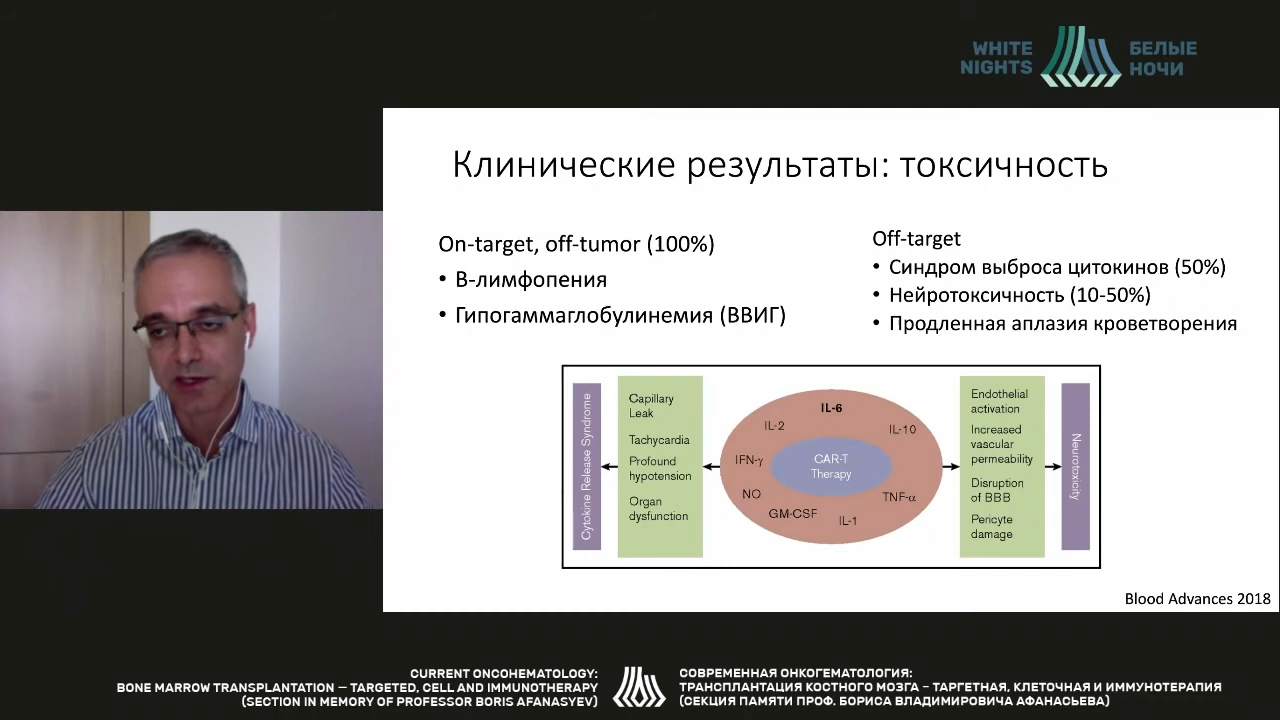 WHITE
NIGHTS
БЕЛЫЕ
НОЧИ
Клинические результаты: токсичность
On-target, off-tumor (100%)
• В-лимфопения
• Гипогаммаглобулинемия (ВВИГ)
Off-target
• Синдром выброса цитокинов (50%)
• Нейротоксичность (10-50%)
• Продленная аплазия кроветворения
Cytokine Release Syndrome
Capillary
Leak
Tachycardia
Profound
hypotension
Organ
dysfunction
IL-6
IL-2
IL-10
IFN-γ
CAR-T
Therapy
NO
TNF-α
GM-CSF
IL-1
Endothelial
activation
Increased
vascular
permeability
Disruption
of BBB
Pericyte
damage
Neurotoxicity
Blood Advances 2018
CURRENT ONCOHEMATOLOGY:
BONE MARROW TRANSPLANTATION – TARGETED, CELL AND IMMUNOTHERAPY
(SECTION IN MEMORY OF PROFESSOR BORIS AFANASYEV)
СОВРЕМЕННАЯ ОНКОГЕМАТОЛОГИЯ:
ТРАНСПЛАНТАЦИЯ КОСТНОГО МОЗГА – ТАРГЕТНАЯ, КЛЕТОЧНАЯ И ИММУНОТЕРАПИЯ
(СЕКЦИЯ ПАМЯТИ ПРОФ. БОРИСА ВЛАДИМИРОВИЧА АФАНАСЬЕВА)